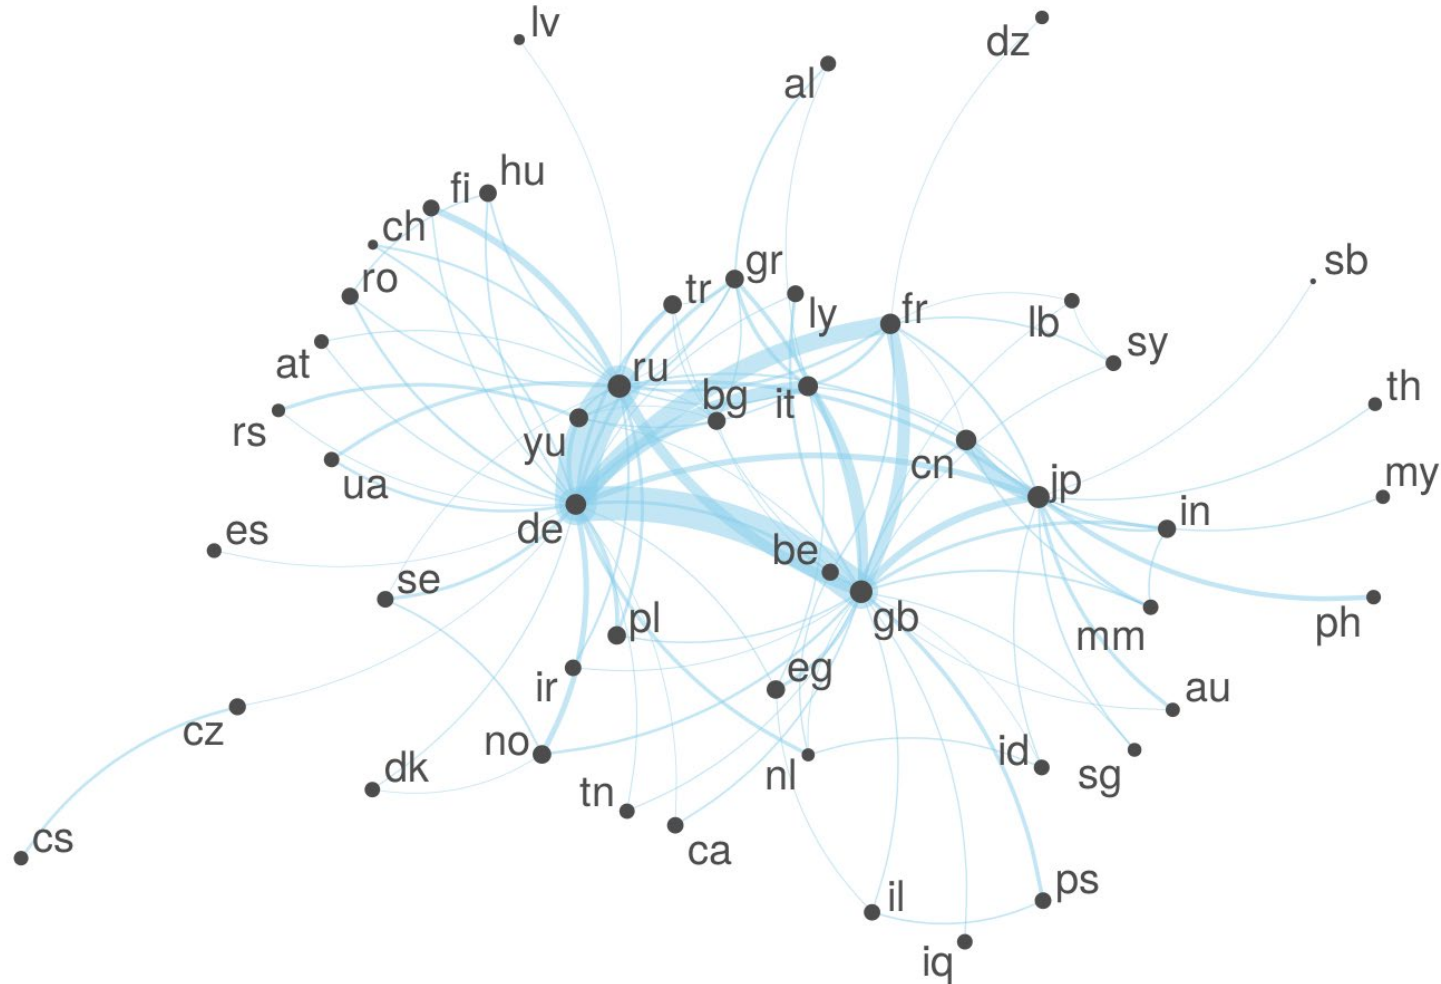 lv
dz
al
hu
fi
ch
gr
sb
ro
tr
ly
fr
lb
sy
at
ru
th
bg
it
rs
yu
cn
my
ua
jp
in
es
de
be
se
pl
gb
mm
ph
eg
ir
au
cz
no
id
dk
nl
sg
tn
cs
ca
ps
il
iq